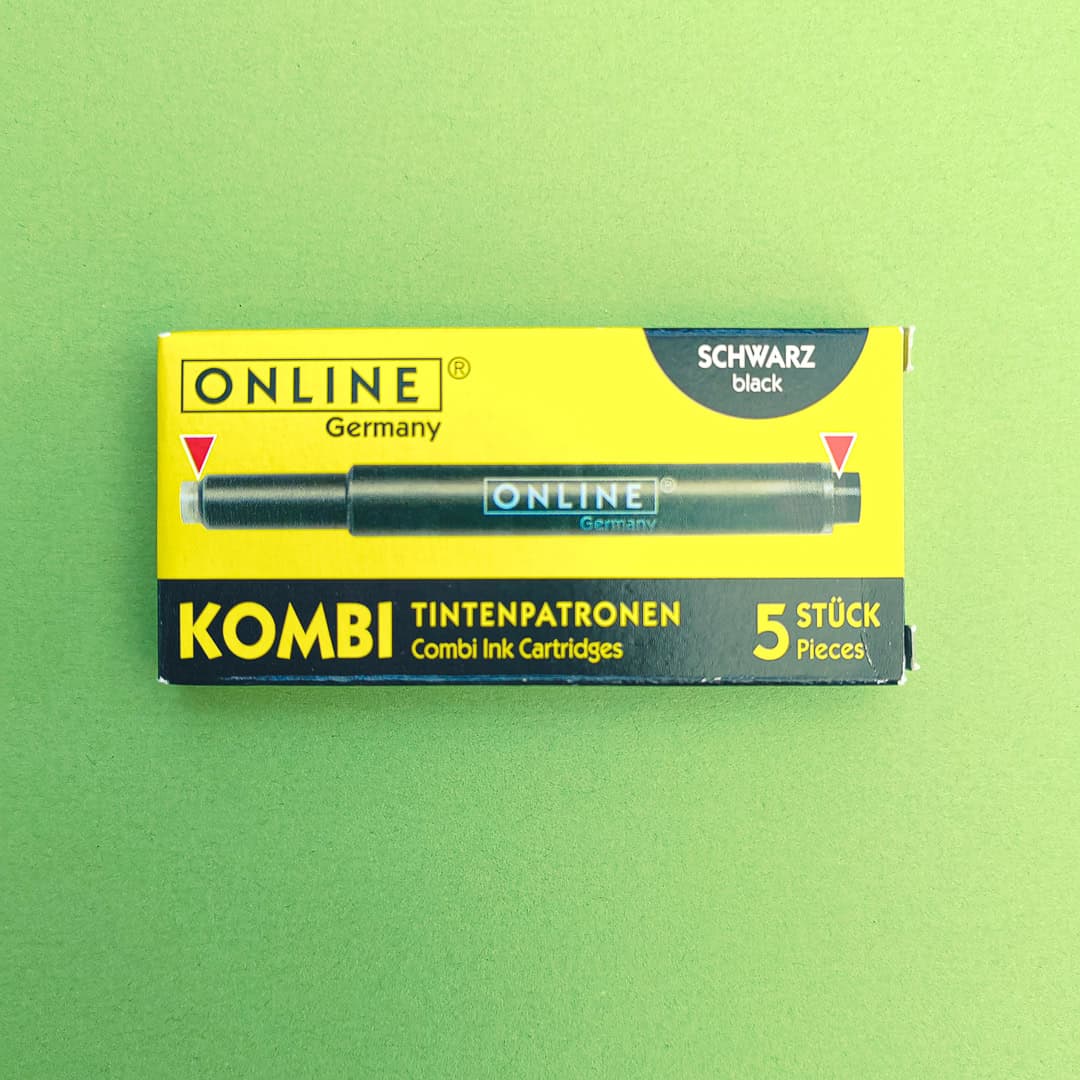 ONLINE®
Germany
SCHWARZ
black
ONLINE®
Germany
KOMBI TINTENPATRONEN
Combi Ink Cartridges
5 STÜCK
Pieces